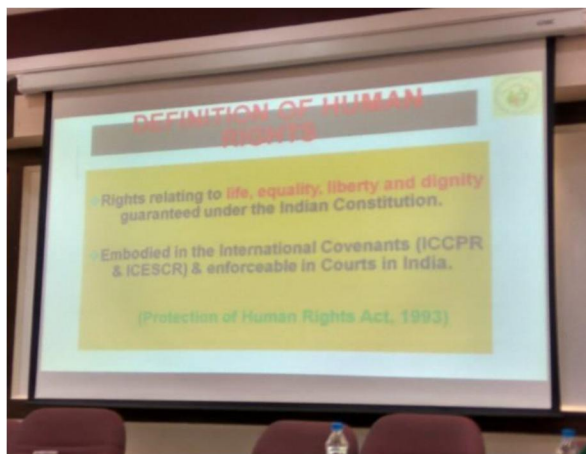 DEFINITION OF HUMAN
RIGHTS
Rights relating to life, equality, liberty and dignity
guaranteed under the Indian Constitution.
Embodied in the International Covenants (ICCPR
& ICESCR) & enforceable in Courts in India.
(Protection of Human Rights Act, 1993)